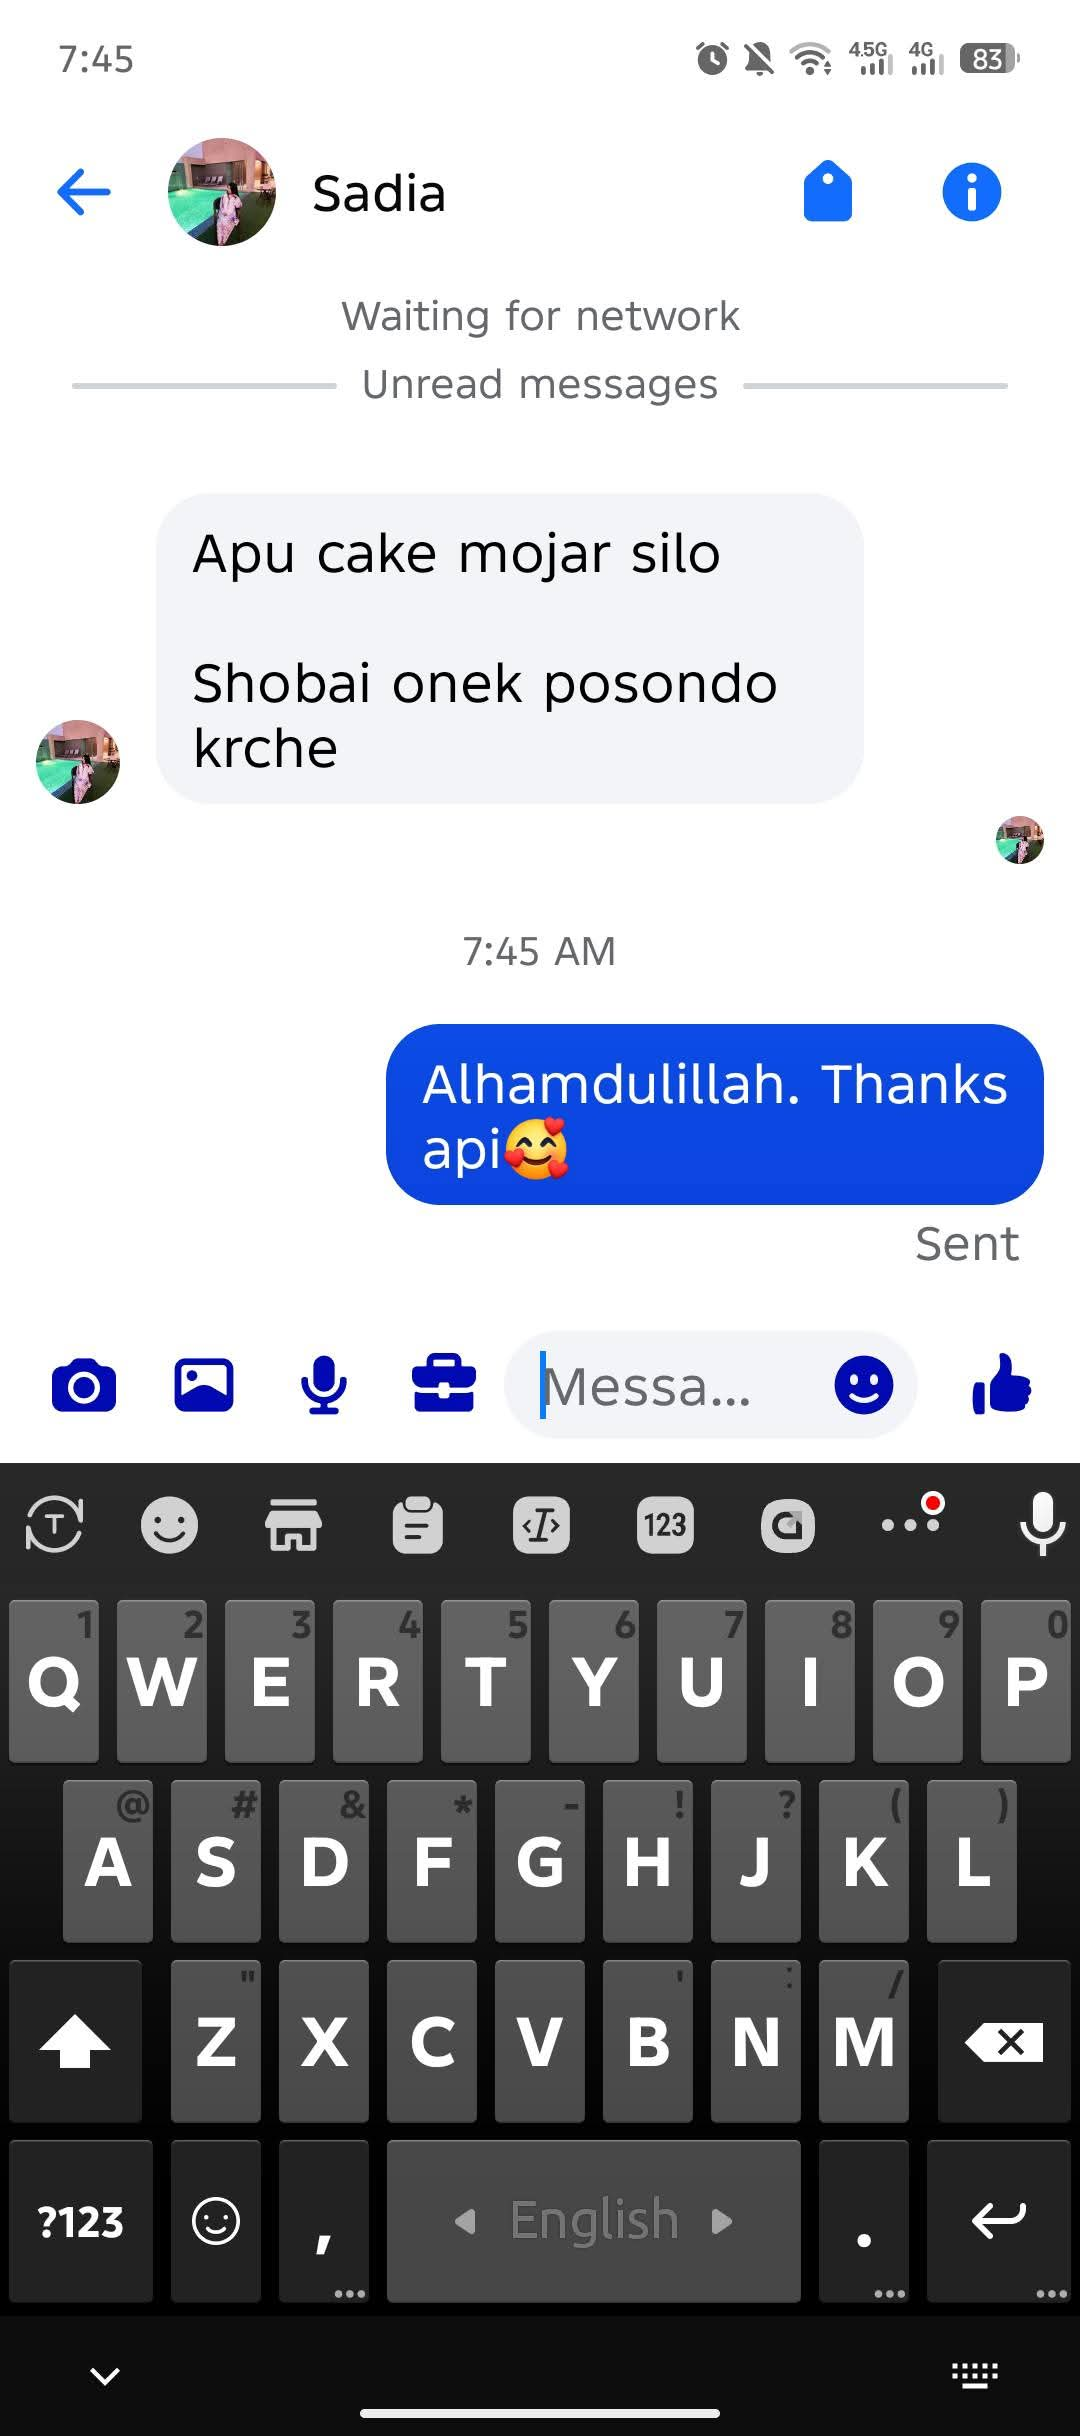 7:45
4.5G 4G 83
Sadia
Waiting for network
Unread messages
Apu cake mojar silo
Shobai onek posondo
krche
7:45 AM
Alhamdulillah. Thanks
api🥰
Sent
Messa...
T 123
1 2 3 4 5 6 7 8 9 0
Q W E R T Y U I O P
@ # & * - ! ? ( )
A S D F G H J K L
" ' : /
Z X C V B N M
?123 , English .